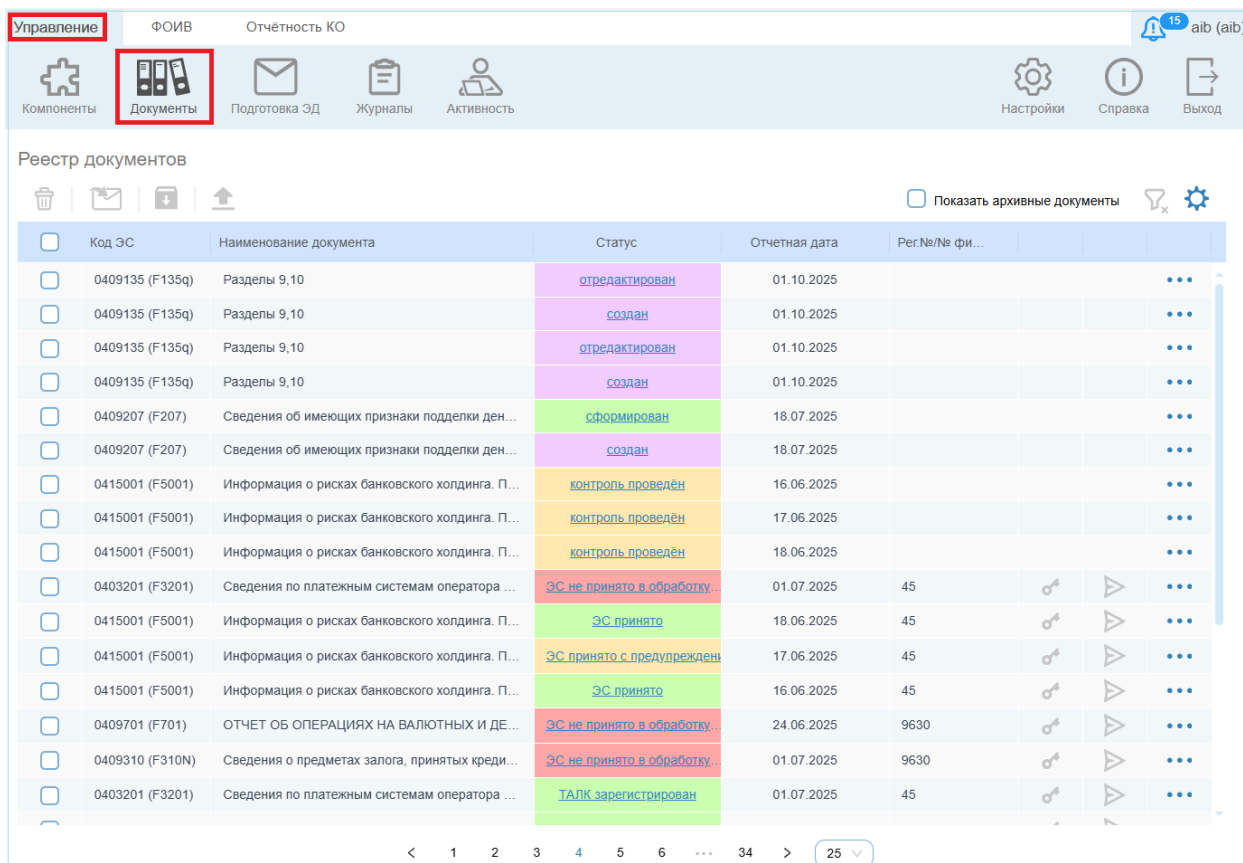 Управление ФОИВ Отчётность КО 15 aib (aib)
Компоненты Документы Подготовка ЭД Журналы Активность Настройки Справка Выход
Реестр документов
Показать архивные документы
Код ЭС Наименование документа Статус Отчетная дата Рег.№/№ фи...
0409135 (F135q) Разделы 9,10 отредактирован 01.10.2025
0409135 (F135q) Разделы 9,10 создан 01.10.2025
0409135 (F135q) Разделы 9,10 отредактирован 01.10.2025
0409135 (F135q) Разделы 9,10 создан 01.10.2025
0409207 (F207) Сведения об имеющих признаки подделки ден... сформирован 18.07.2025
0409207 (F207) Сведения об имеющих признаки подделки ден... создан 18.07.2025
0415001 (F5001) Информация о рисках банковского холдинга. П... контроль проведён 16.06.2025
0415001 (F5001) Информация о рисках банковского холдинга. П... контроль проведён 17.06.2025
0415001 (F5001) Информация о рисках банковского холдинга. П... контроль проведён 18.06.2025
0403201 (F3201) Сведения по платежным системам оператора ... ЭС не принято в обработку... 01.07.2025 45
0415001 (F5001) Информация о рисках банковского холдинга. П... ЭС принято 18.06.2025 45
0415001 (F5001) Информация о рисках банковского холдинга. П... ЭС принято с предупреждени 17.06.2025 45
0415001 (F5001) Информация о рисках банковского холдинга. П... ЭС принято 16.06.2025 45
0409701 (F701) ОТЧЕТ ОБ ОПЕРАЦИЯХ НА ВАЛЮТНЫХ И ДЕ... ЭС не принято в обработку... 24.06.2025 9630
0409310 (F310N) Сведения о предметах залога, принятых креди... ЭС не принято в обработку... 01.07.2025 9630
0403201 (F3201) Сведения по платежным системам оператора ... ТАЛК зарегистрирован 01.07.2025 45
< 1 2 3 4 5 6 ... 34 > 25